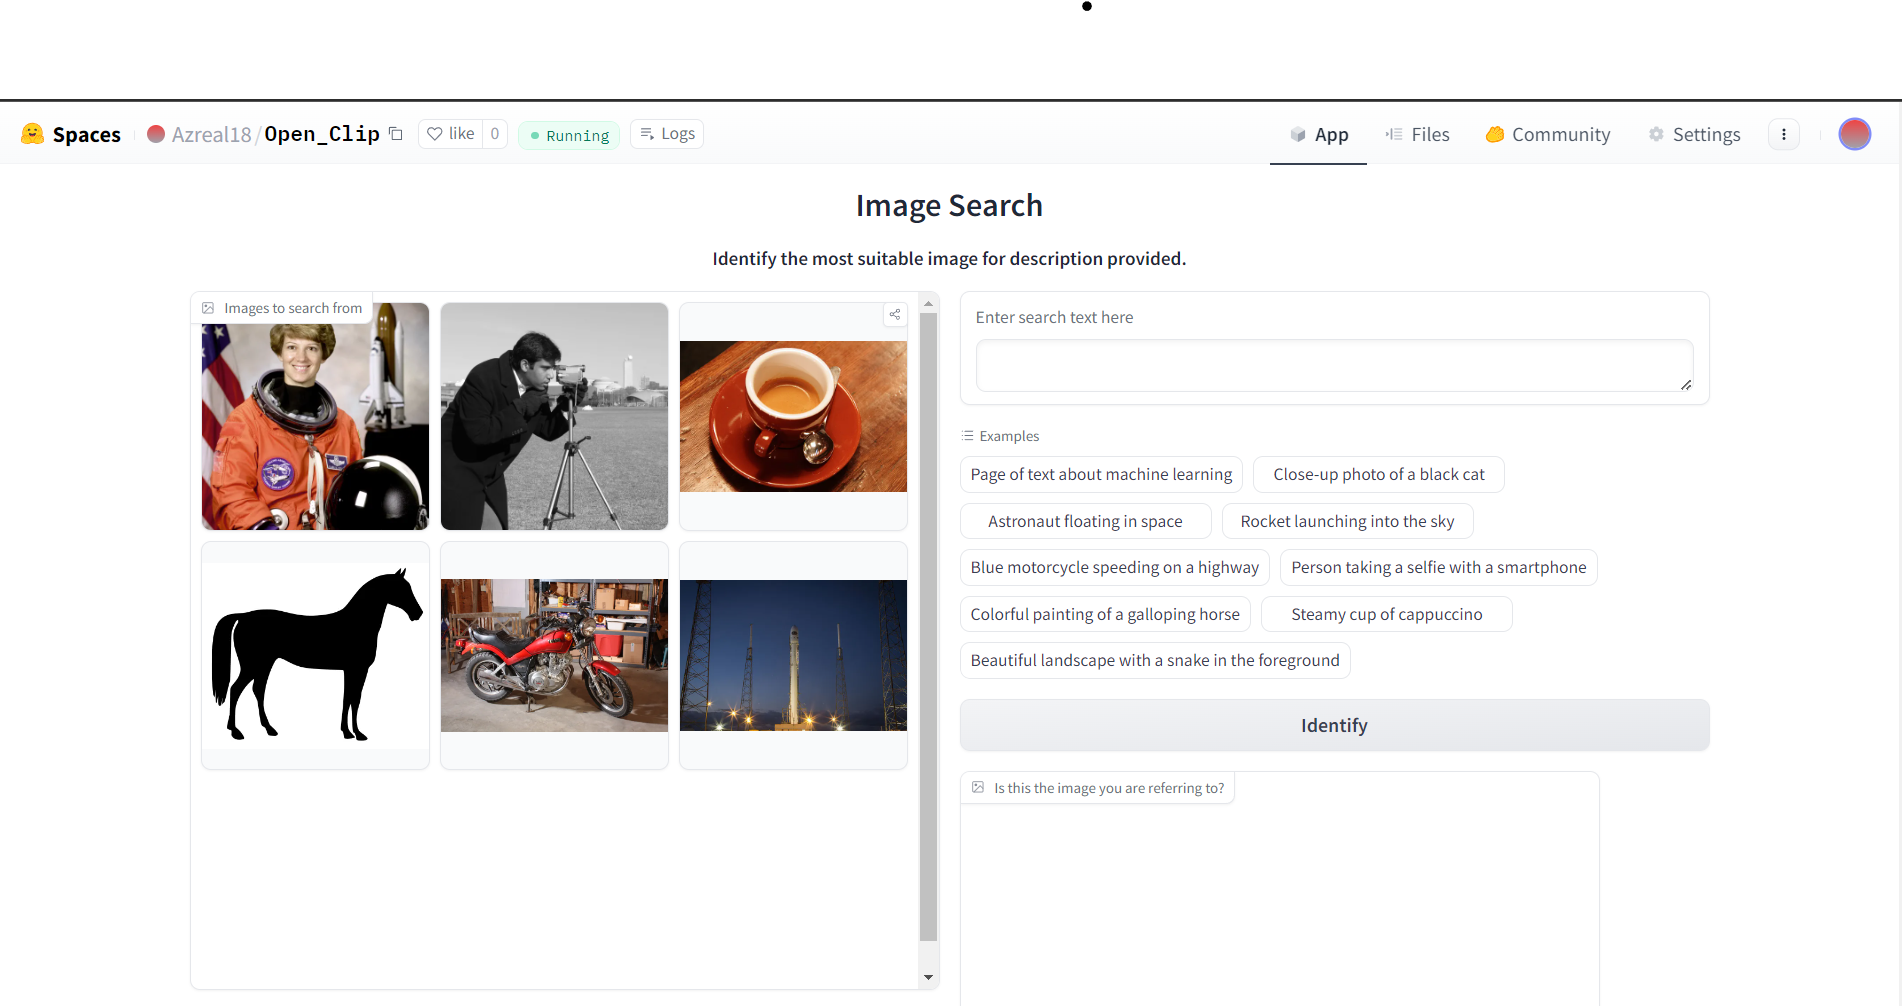 Spaces Azreal18/Open_Clip like 0 Running Logs App Files Community Settings
Image Search
Identify the most suitable image for description provided.
Images to search from
Enter search text here
Examples
Page of text about machine learning
Close-up photo of a black cat
Astronaut floating in space
Rocket launching into the sky
Blue motorcycle speeding on a highway
Person taking a selfie with a smartphone
Colorful painting of a galloping horse
Steamy cup of cappuccino
Beautiful landscape with a snake in the foreground
Identify
Is this the image you are referring to?